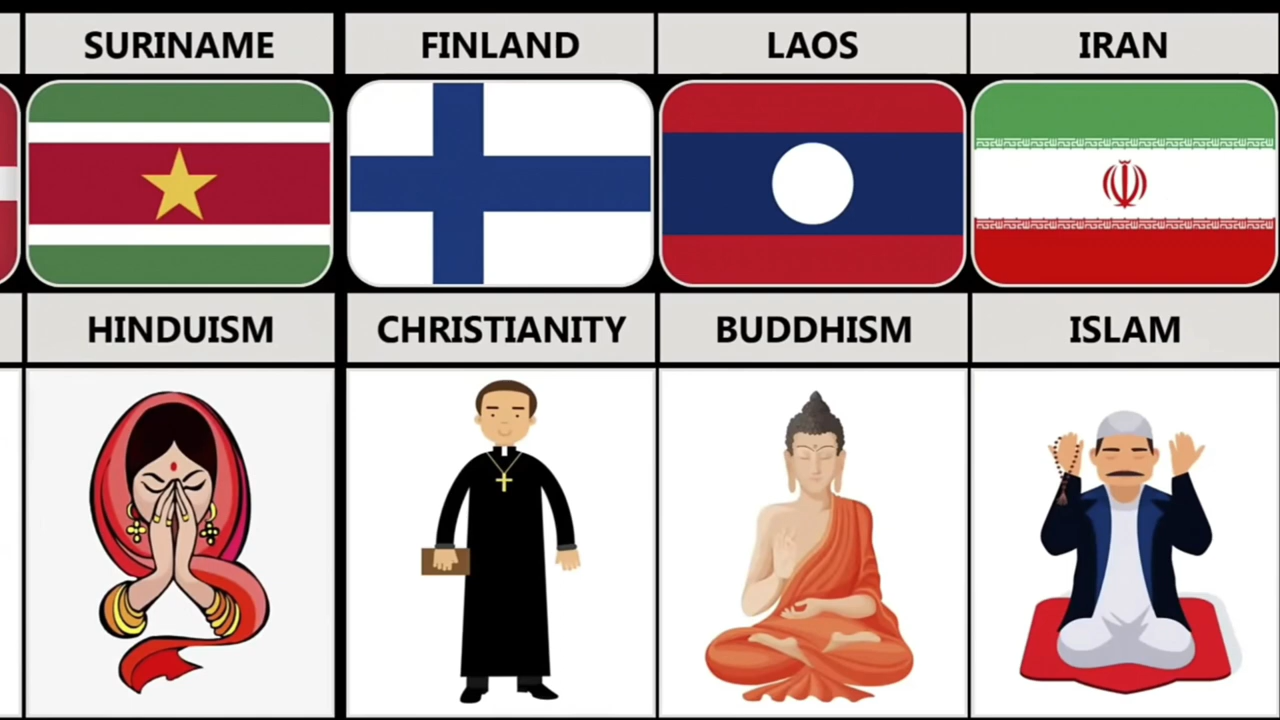 SURINAME
FINLAND
LAOS
IRAN
HINDUISM
CHRISTIANITY
BUDDHISM
ISLAM